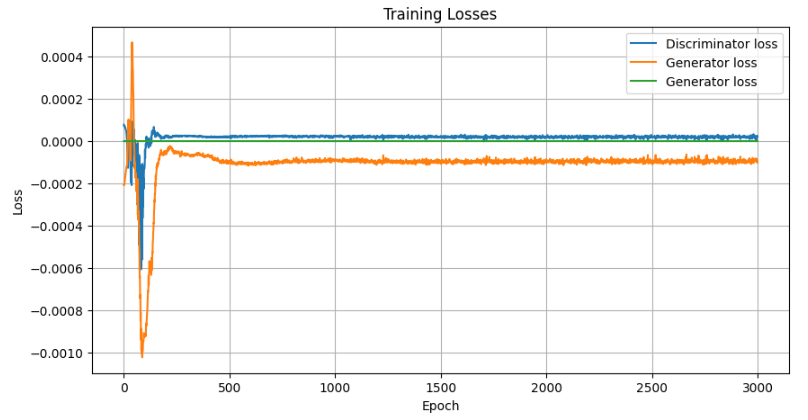 Training Losses
Discriminator loss
Generator loss
Generator loss
0.0004
0.0002
0.0000
−0.0002
−0.0004
−0.0006
−0.0008
−0.0010
Loss
0 500 1000 1500 2000 2500 3000
Epoch